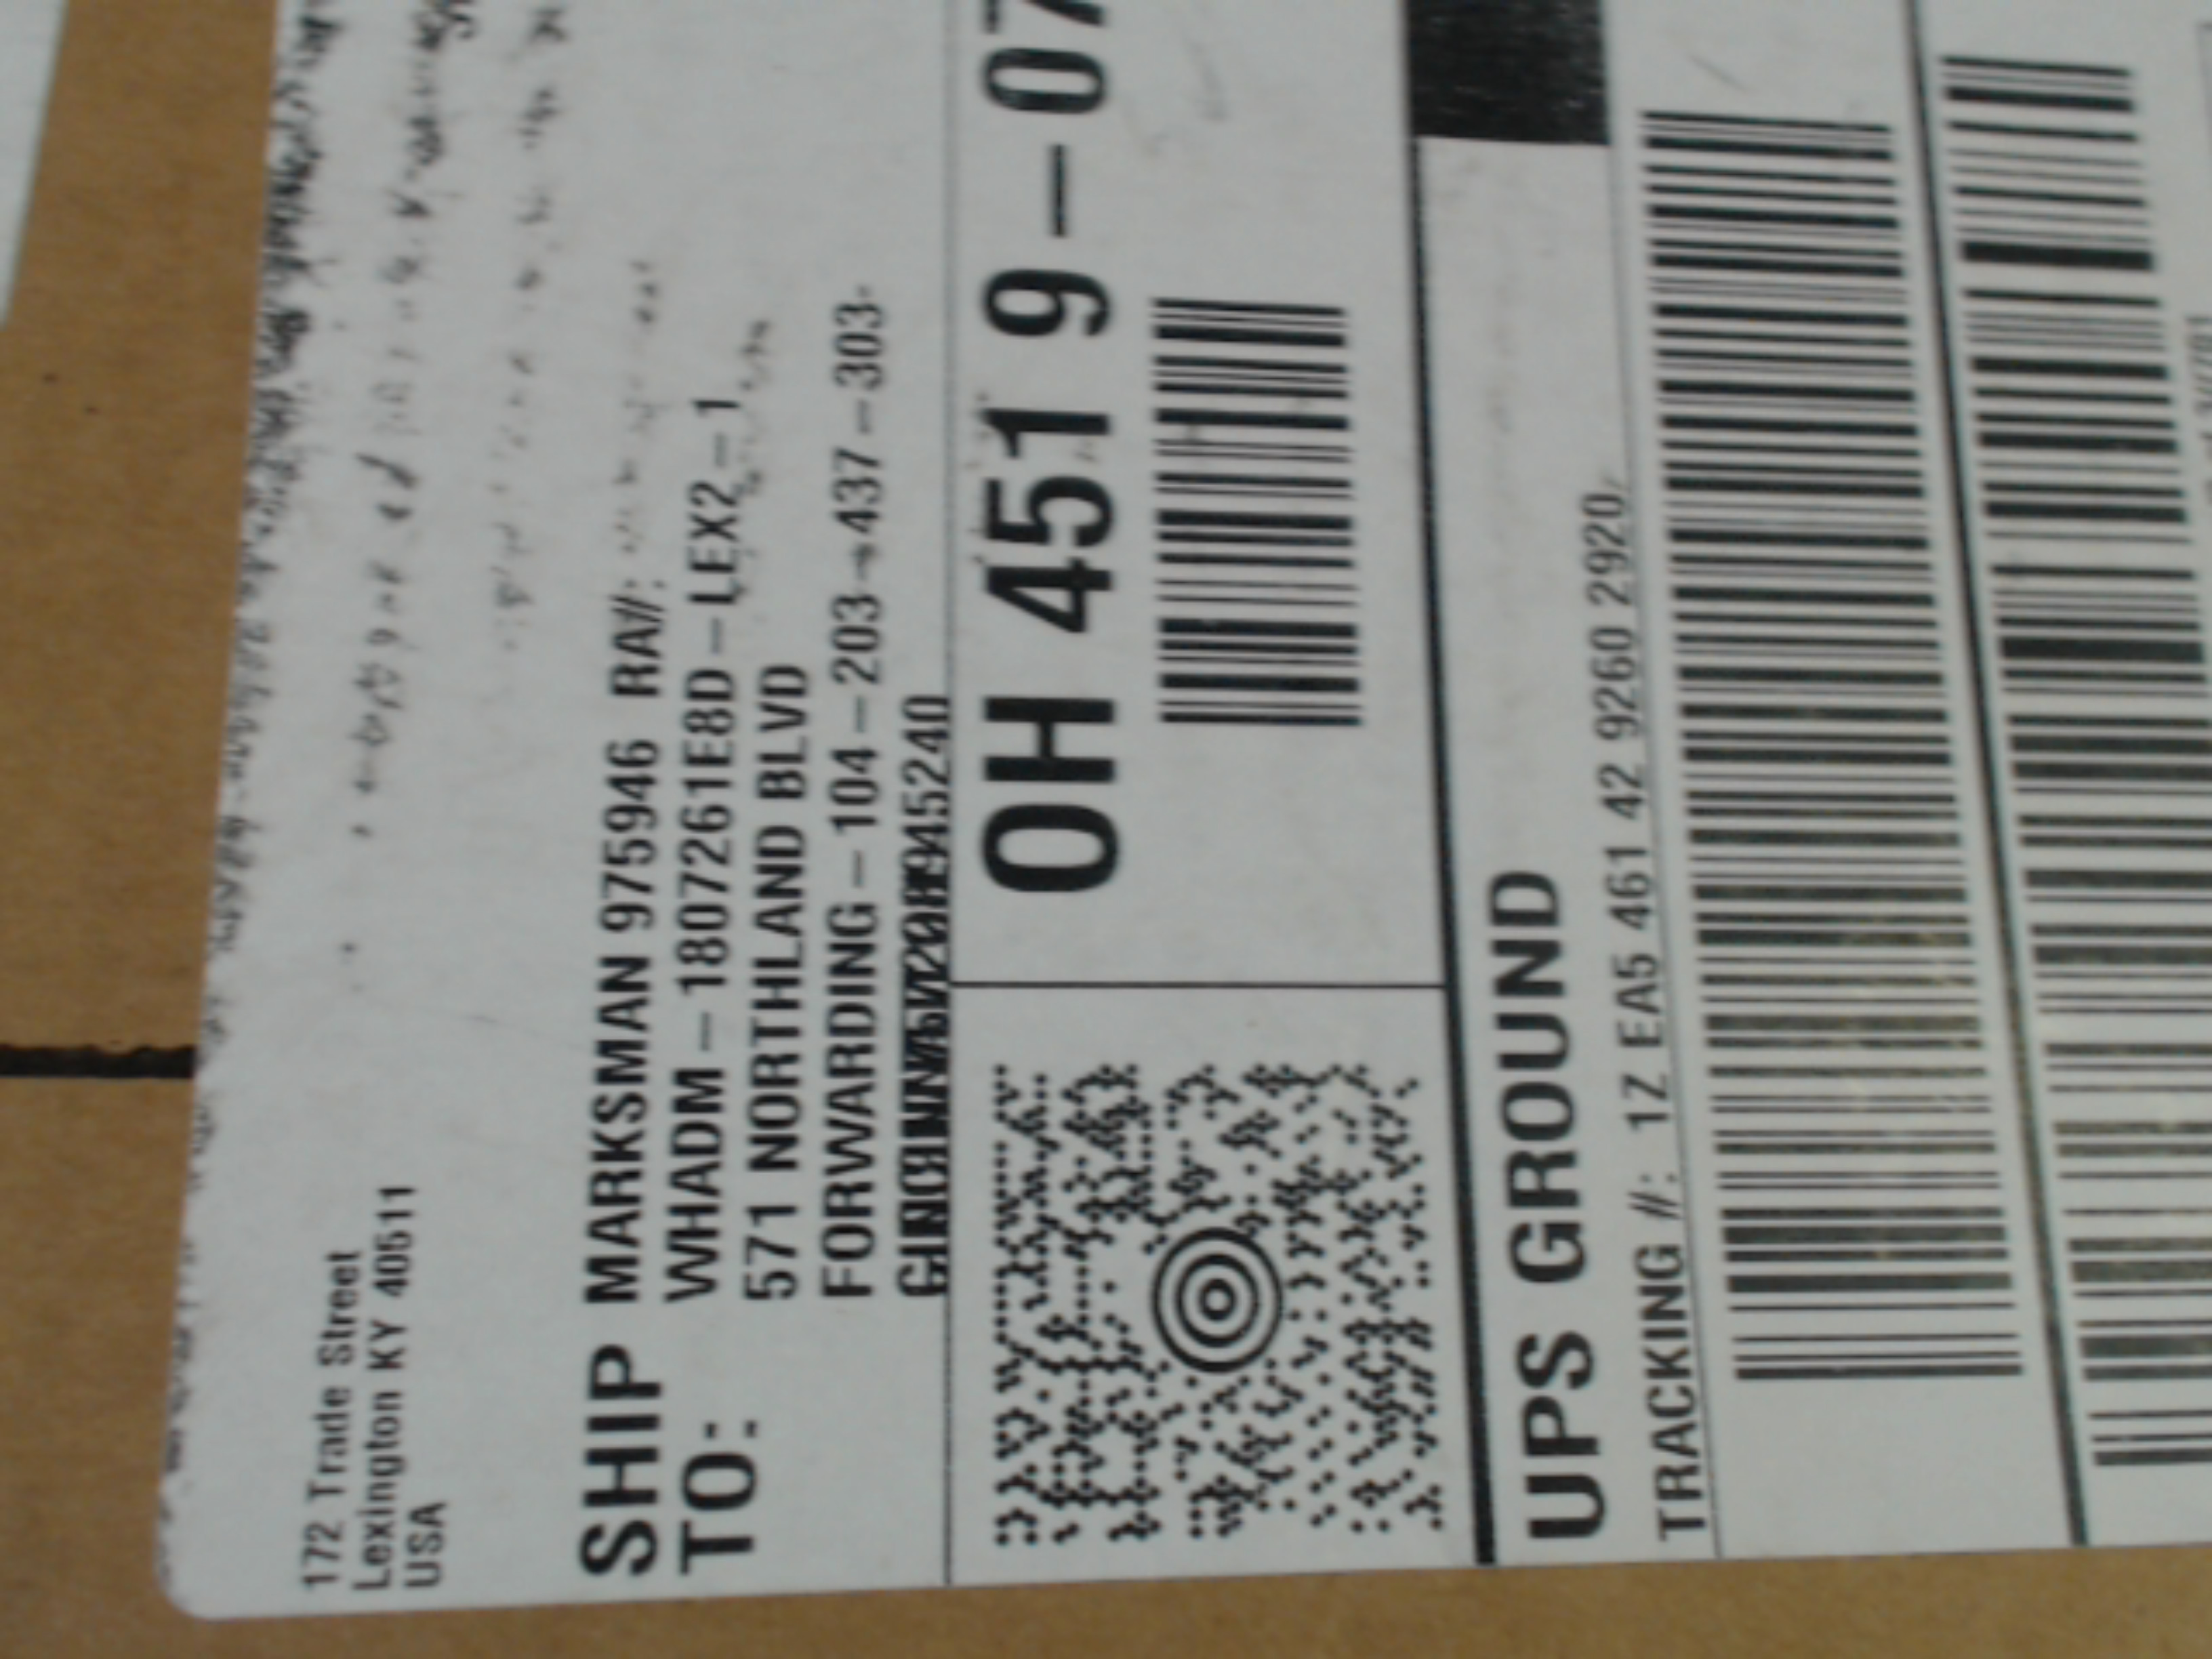 172 Trade Street
Lexington KY 40511
USA
SHIP
TO:
MARKSMAN 975946 RA#:
WHADM-1807261E8D-LEX2-1
571 NORTHLAND BLVD
FORWARDING-104-203-437-303-
OH 451 9-07
UPS GROUND
TRACKING #: 1Z EA5 461 42 9260 2920